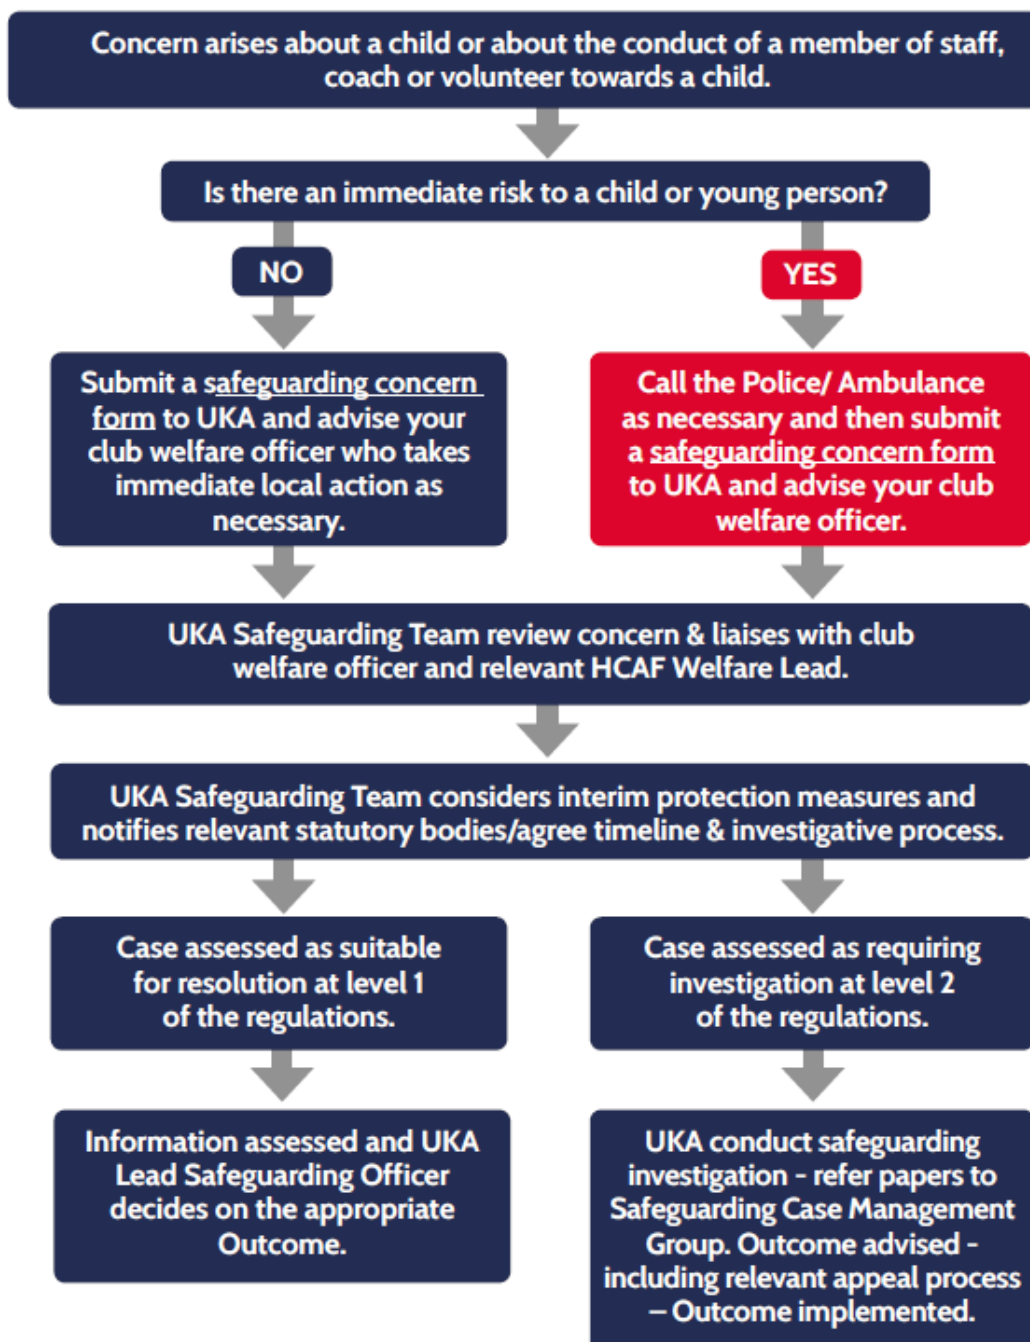 Concern arises about a child or about the conduct of a member of staff,
coach or volunteer towards a child.
Is there an immediate risk to a child or young person?
NO
YES
Submit a safeguarding concern
form to UKA and advise your
club welfare officer who takes
immediate local action as
necessary.
Call the Police/ Ambulance
as necessary and then submit
a safeguarding concern form
to UKA and advise your club
welfare officer.
UKA Safeguarding Team review concern & liaises with club
welfare officer and relevant HCAF Welfare Lead.
UKA Safeguarding Team considers interim protection measures and
notifies relevant statutory bodies/agree timeline & investigative process.
Case assessed as suitable
for resolution at level 1
of the regulations.
Case assessed as requiring
investigation at level 2
of the regulations.
Information assessed and UKA
Lead Safeguarding Officer
decides on the appropriate
Outcome.
UKA conduct safeguarding
investigation - refer papers to
Safeguarding Case Management
Group. Outcome advised -
including relevant appeal process
– Outcome implemented.